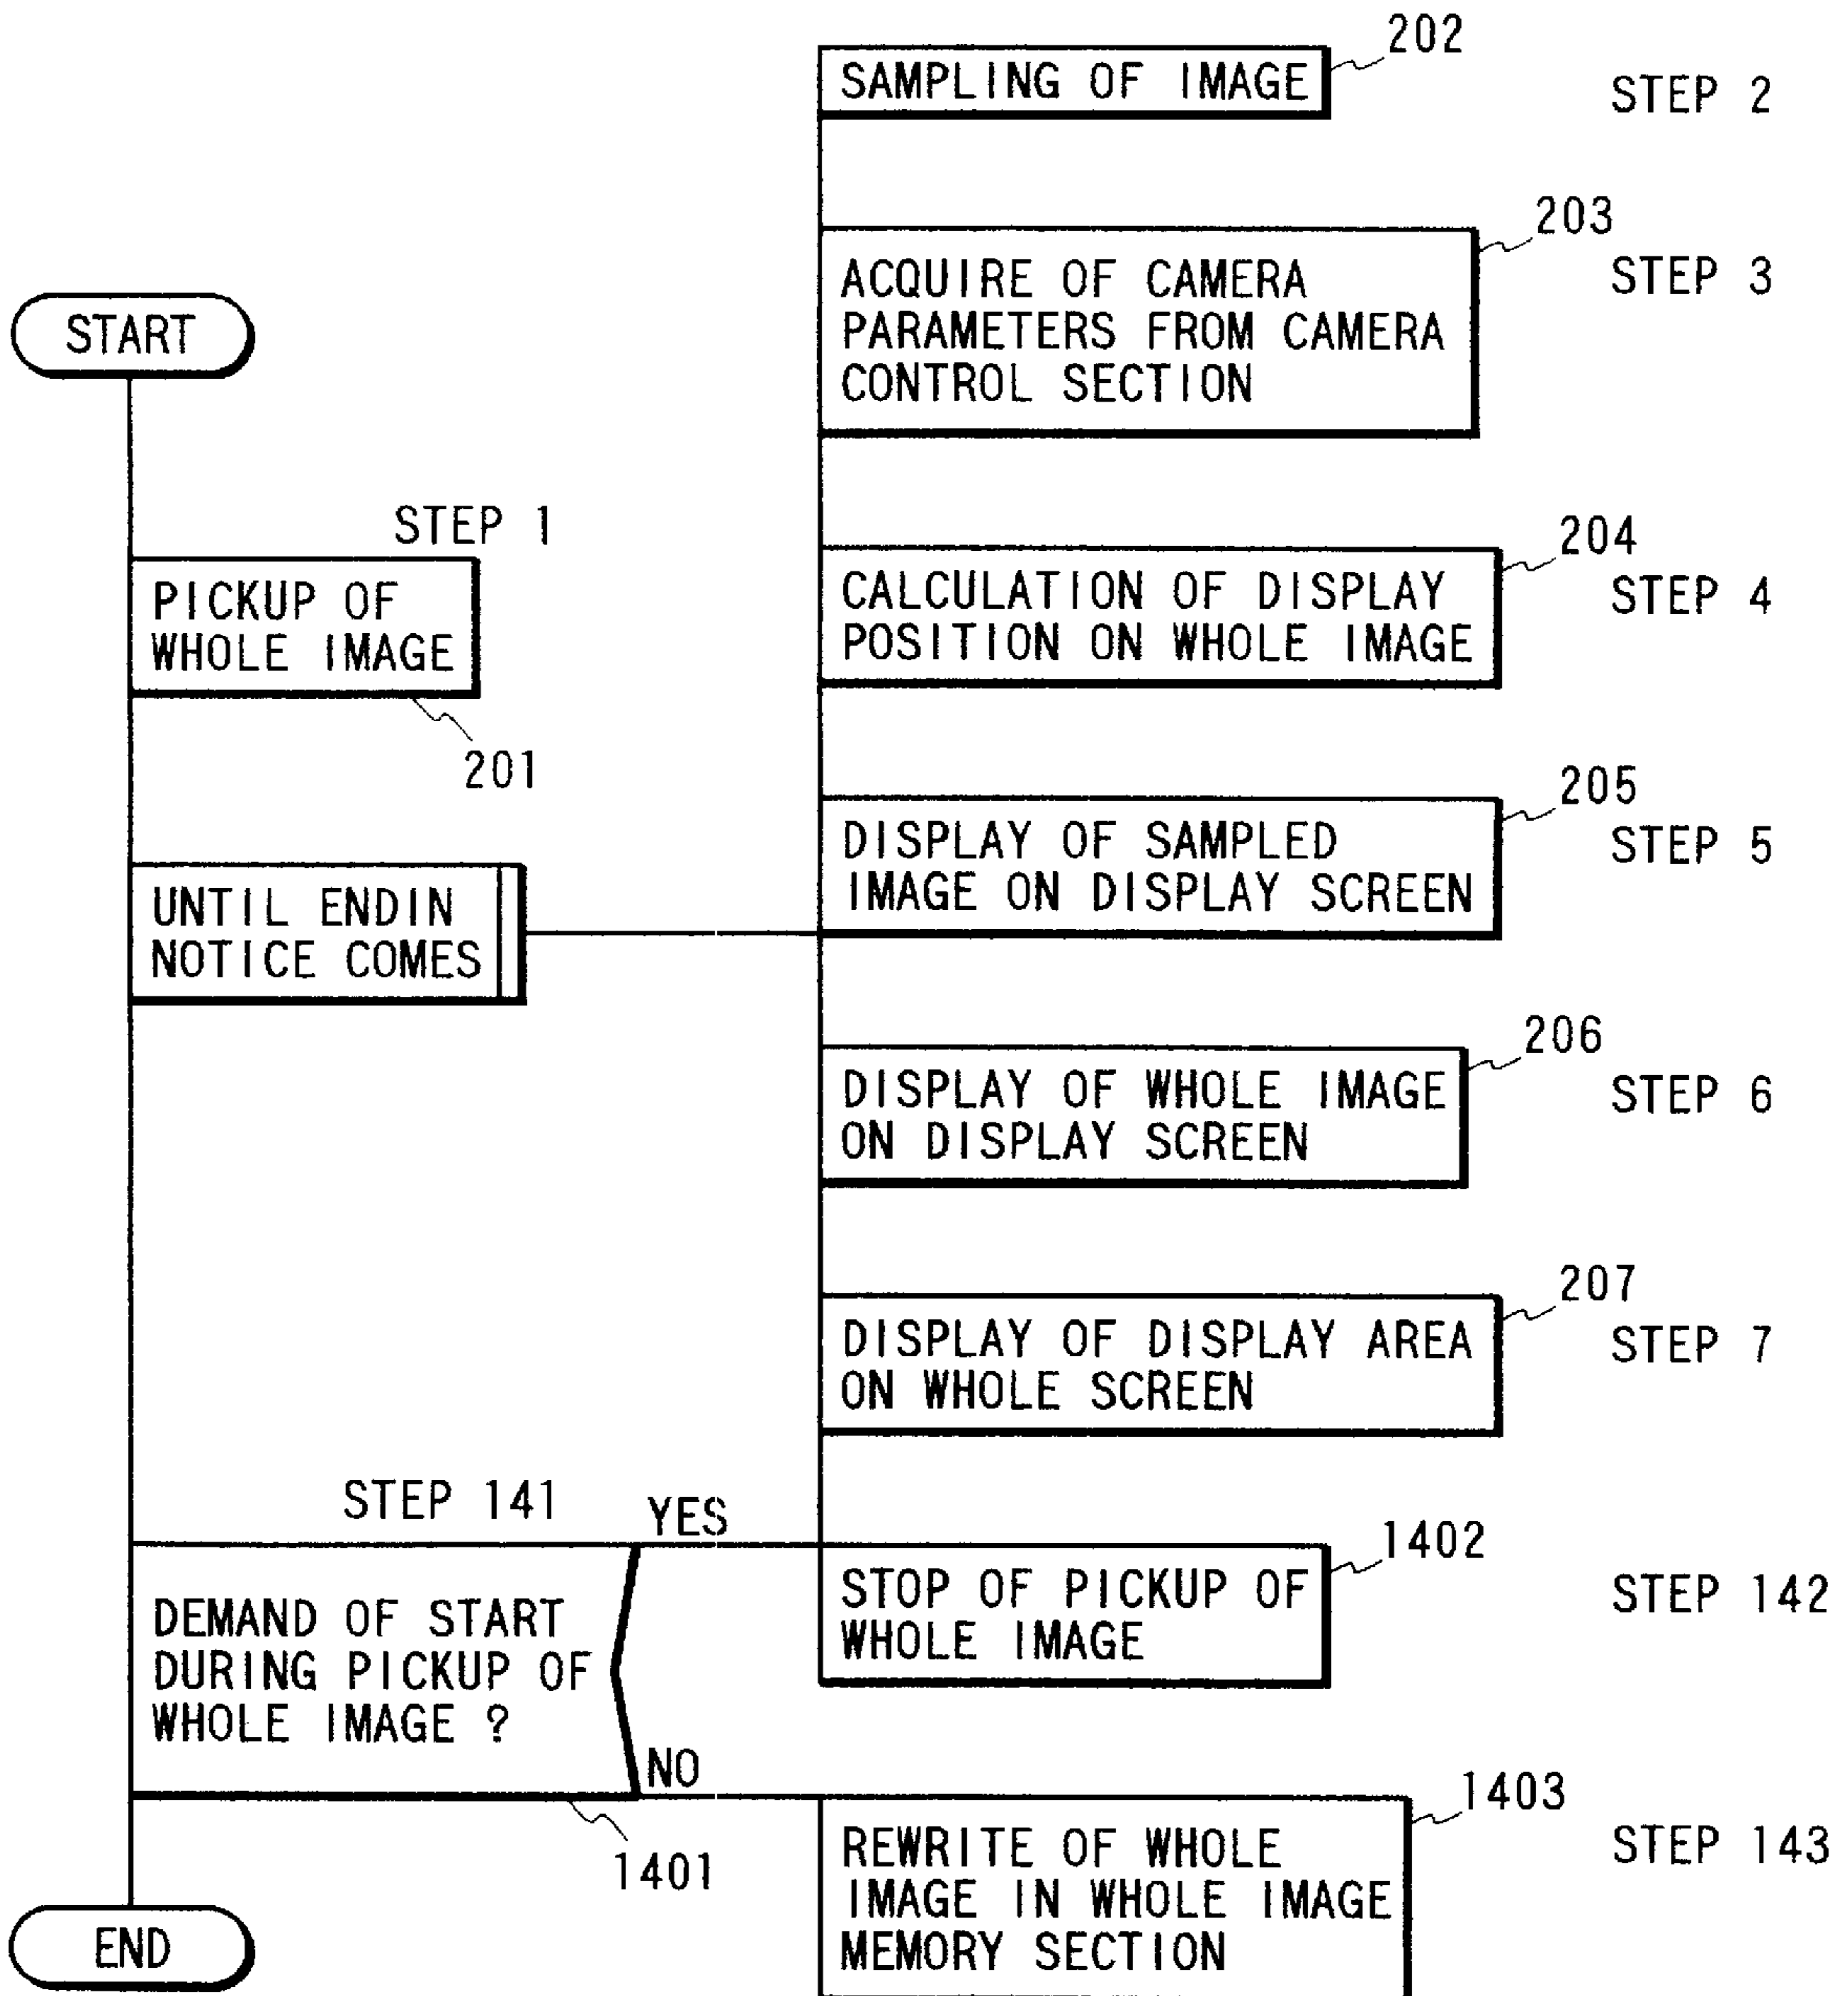 START
STEP 1
PICKUP OF
WHOLE IMAGE
201
UNTIL ENDIN
NOTICE COMES
202
SAMPLING OF IMAGE
STEP 2
203
ACQUIRE OF CAMERA
PARAMETERS FROM CAMERA
CONTROL SECTION
STEP 3
204
CALCULATION OF DISPLAY
POSITION ON WHOLE IMAGE
STEP 4
205
DISPLAY OF SAMPLED
IMAGE ON DISPLAY SCREEN
STEP 5
206
DISPLAY OF WHOLE IMAGE
ON DISPLAY SCREEN
STEP 6
207
DISPLAY OF DISPLAY AREA
ON WHOLE SCREEN
STEP 7
STEP 141
YES
DEMAND OF START
DURING PICKUP OF
WHOLE IMAGE ?
NO
1401
1402
STOP OF PICKUP OF
WHOLE IMAGE
STEP 142
1403
REWRITE OF WHOLE
IMAGE IN WHOLE IMAGE
MEMORY SECTION
STEP 143
END